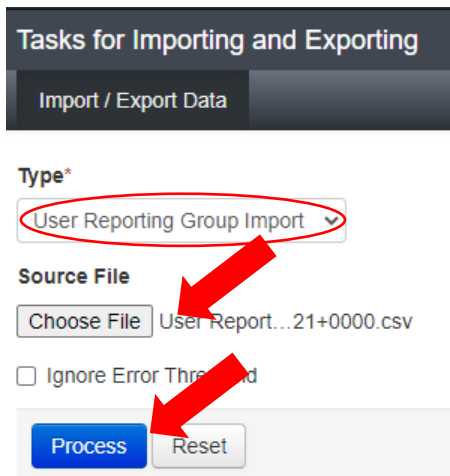 Tasks for Importing and Exporting
Import / Export Data
Type*
User Reporting Group Import
Source File
Choose File User Report...21+0000.csv
Ignore Error Threshold
Process Reset